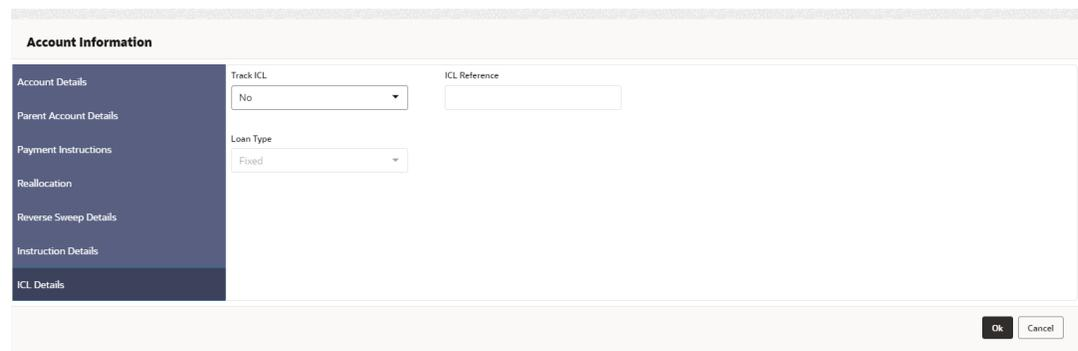 Account Information
Account Details
Parent Account Details
Payment Instructions
Reallocation
Reverse Sweep Details
Instruction Details
ICL Details
Track ICL
No
ICL Reference
Loan Type
Fixed
Ok
Cancel